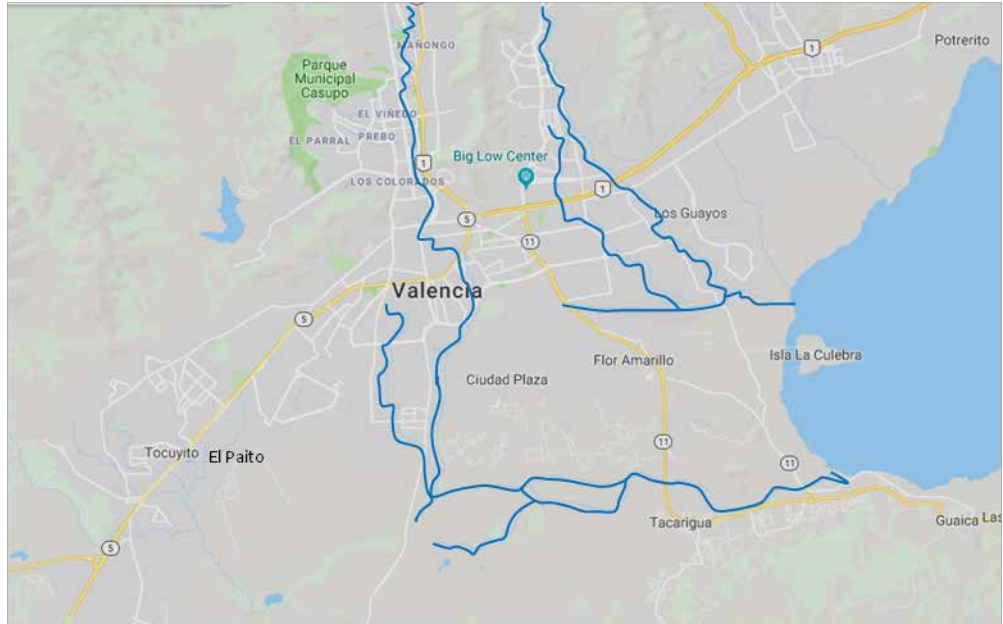 MAÑONGO
1
Potrerito
Parque
Municipal
Casupo
EL VIÑEDO
EL PARRAL
PREBO
1
Big Low Center
LOS COLORADOS
1
Los Guayos
5
11
Valencia
5
Flor Amarillo
Isla La Culebra
Ciudad Plaza
11
Tocuyito
El Paito
11
Tacarigua
Guaica
Las
5